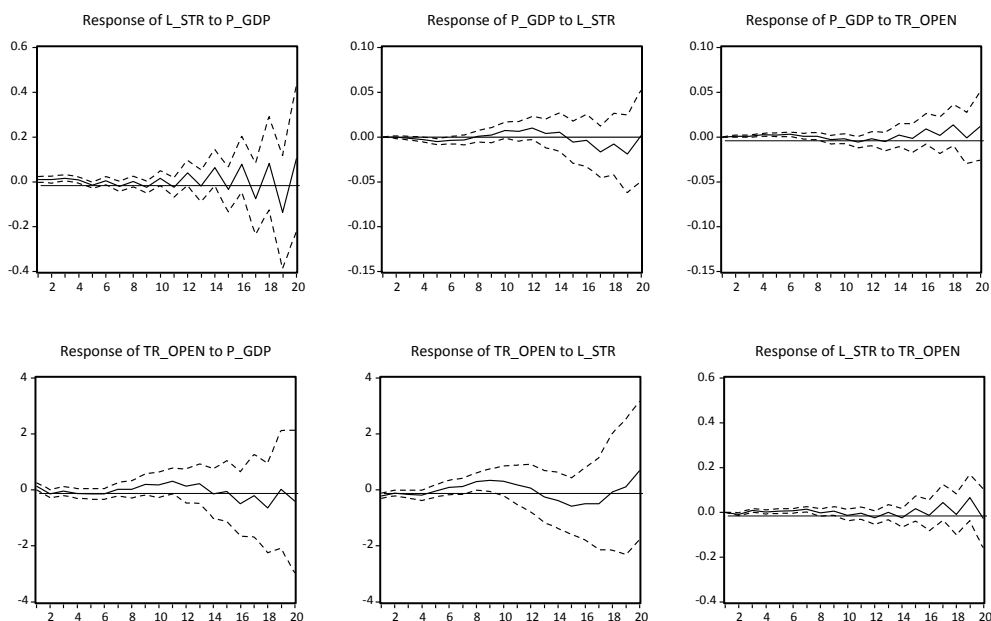 Response of L_STR to P_GDP
0.6
0.4
0.2
0.0
-0.2
-0.4
2 4 6 8 10 12 14 16 18 20
Response of P_GDP to L_STR
0.10
0.05
0.00
-0.05
-0.10
-0.15
2 4 6 8 10 12 14 16 18 20
Response of P_GDP to TR_OPEN
0.10
0.05
0.00
-0.05
-0.10
-0.15
2 4 6 8 10 12 14 16 18 20
Response of TR_OPEN to P_GDP
4
2
0
-2
-4
2 4 6 8 10 12 14 16 18 20
Response of TR_OPEN to L_STR
4
2
0
-2
-4
2 4 6 8 10 12 14 16 18 20
Response of L_STR to TR_OPEN
0.6
0.4
0.2
0.0
-0.2
-0.4
2 4 6 8 10 12 14 16 18 20